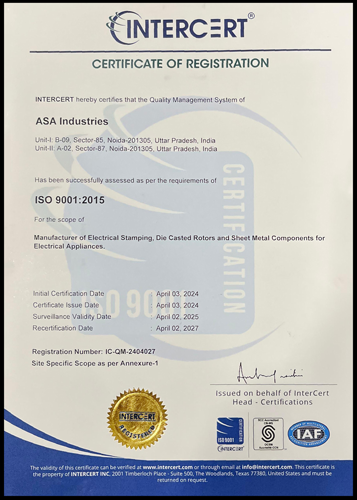 INTERCERT®
CERTIFICATE OF REGISTRATION
INTERCERT hereby certifies that the Quality Management System of
ASA Industries
Unit-I: B-09, Sector-85, Noida-201305, Uttar Pradesh, India
Unit-II: A-02, Sector-87, Noida-201305, Uttar Pradesh, India
Has been successfully assessed as per the requirements of
ISO 9001:2015
For the scope of
Manufacturer of Electrical Stamping, Die Casted Rotors and Sheet Metal Components for
Electrical Appliances.
CERTIFICATION
ISO 90
Initial Certification Date : April 03, 2024
Certificate Issue Date : April 03, 2024
Surveillance Validity Date : April 02, 2025
Recertification Date : April 02, 2027
Registration Number: IC-QM-2404027
Site Specific Scope as per Annexure-1
Issued on behalf of InterCert
Head - Certifications
INTERCERT
REGISTERED
ISO 9001
INTERCERT
IAF
The validity of this certificate can be verified at www.intercert.com or through email at info@intercert.com. This certificate is
the property of INTERCERT INC. 2001 Timberloch Place - Suite 500, The Woodlands, Texas 77380, United States and must be
returned on request.